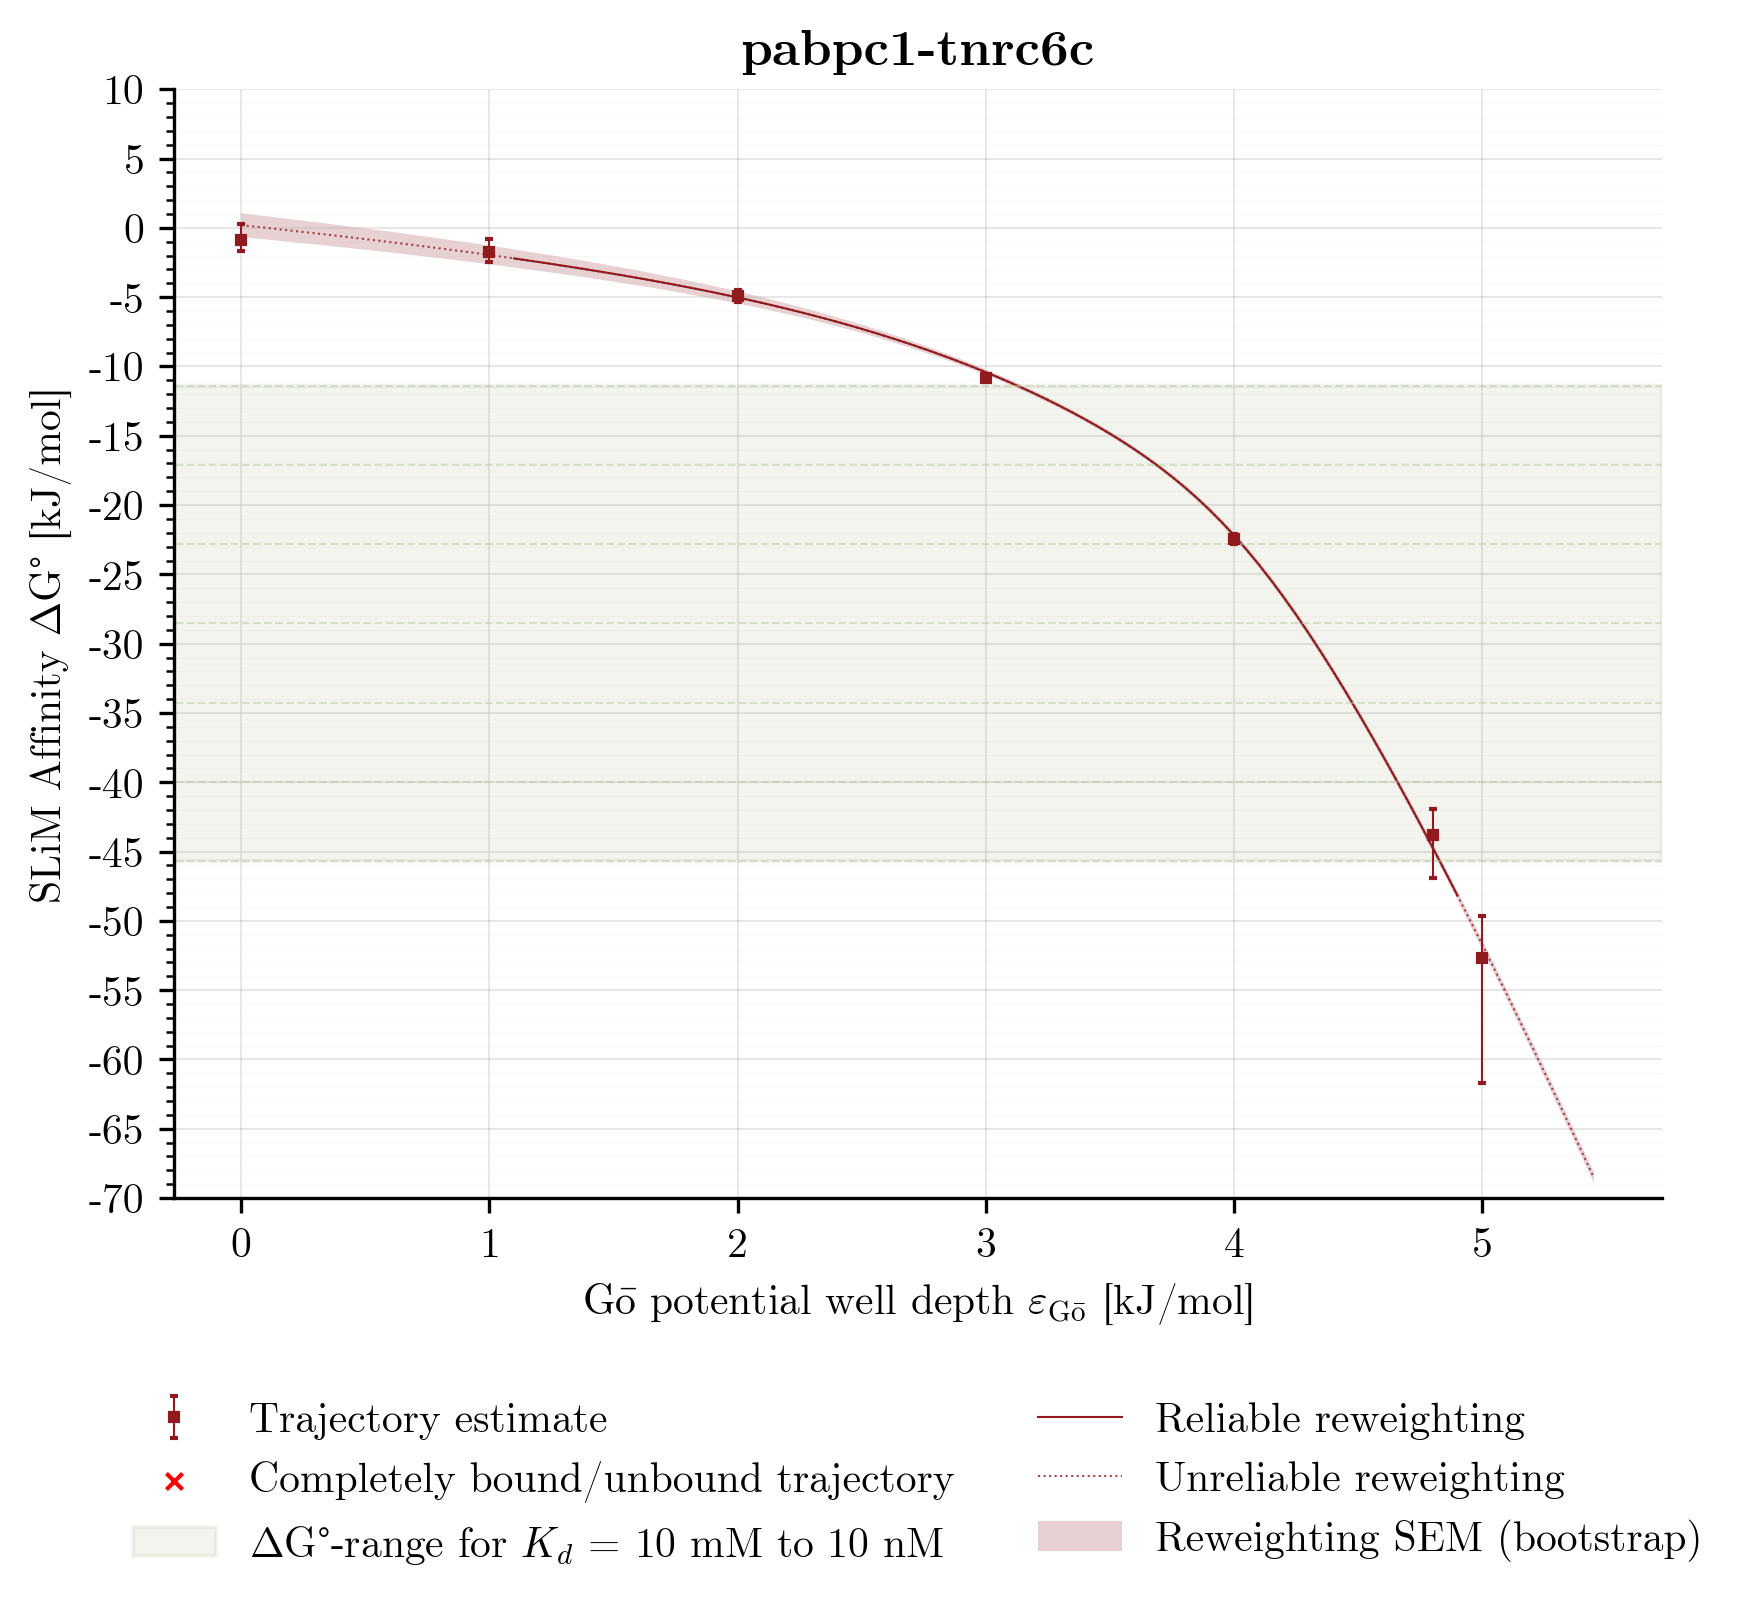 pabpc1-tnrc6c
10
5
0
-5
-10
-15
-20
-25
-30
-35
-40
-45
-50
-55
-60
-65
-70
SLiM Affinity ΔG° [kJ/mol]
0 1 2 3 4 5
Gō potential well depth ε_Gō [kJ/mol]
Trajectory estimate
Completely bound/unbound trajectory
ΔG°-range for K_d = 10 mM to 10 nM
Reliable reweighting
Unreliable reweighting
Reweighting SEM (bootstrap)